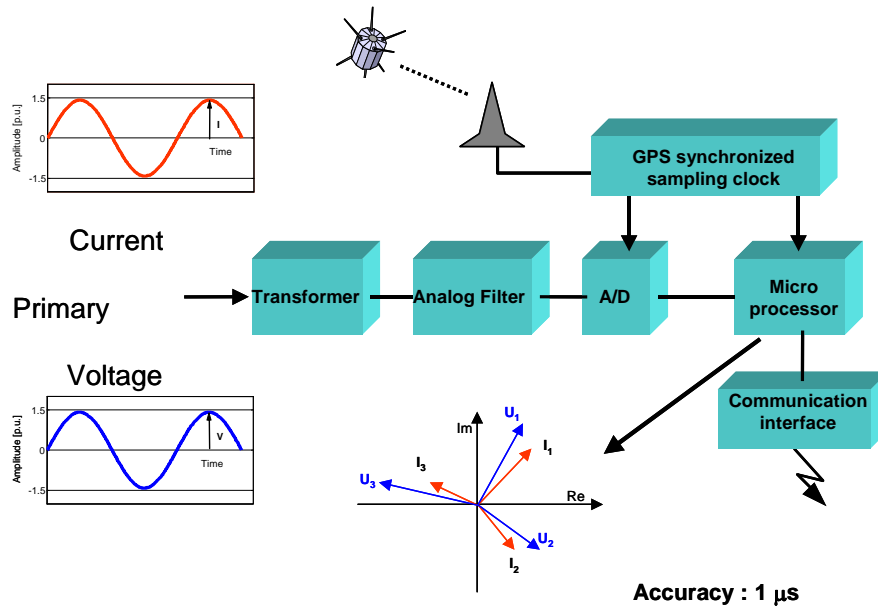 Amplitude [p.u.]
1.5
0
-1.5
I
Time
GPS synchronized
sampling clock
Current
Primary
Voltage
Transformer
Analog Filter
A/D
Micro
processor
Communication
interface
Amplitude [p.u.]
1.5
0
-1.5
V
Time
Im
Re
U1
I1
I3
U3
U2
I2
Accuracy : 1 μs